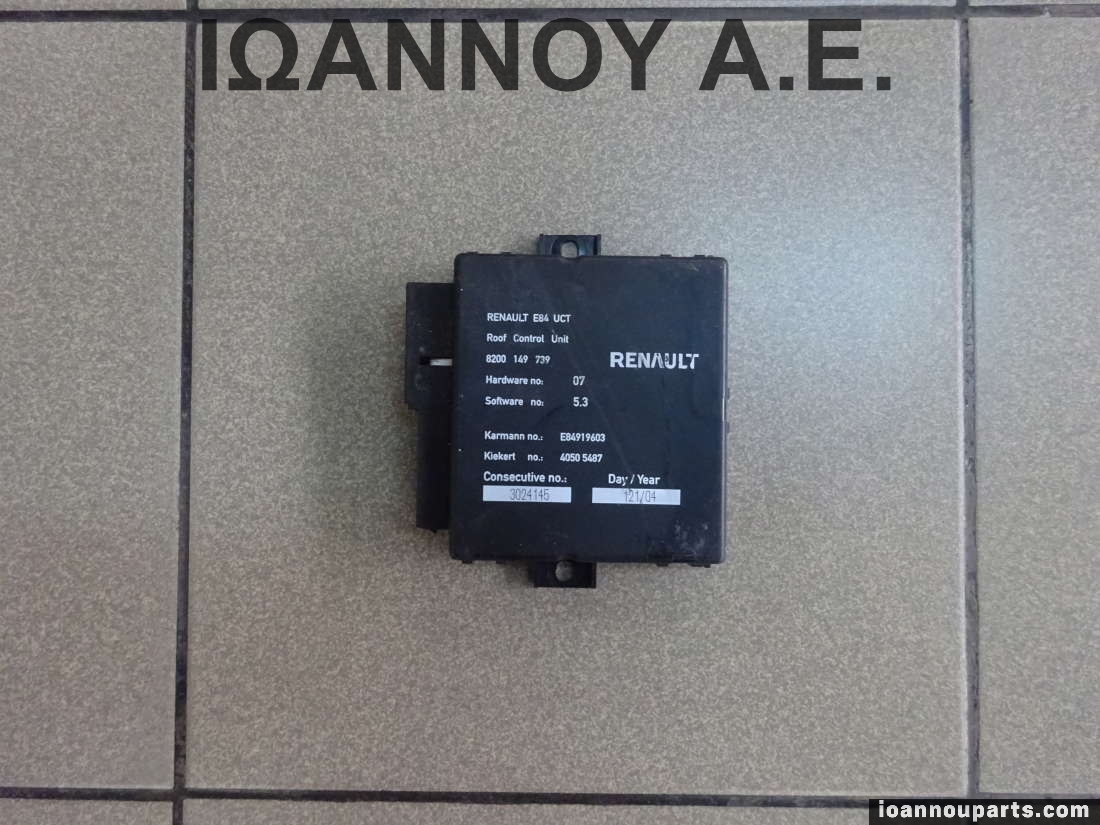 ΙΩΑΝΝΟΥ Α.Ε.
RENAULT E84 UCT
Roof Control Unit
8200 149 739
RENAULT
Hardware no: 07
Software no: 5.3
Karmann no.: E84919603
Kiekert no.: 4050 5487
Consecutive no.: Day / Year
3024145 121/04
ioannouparts.com